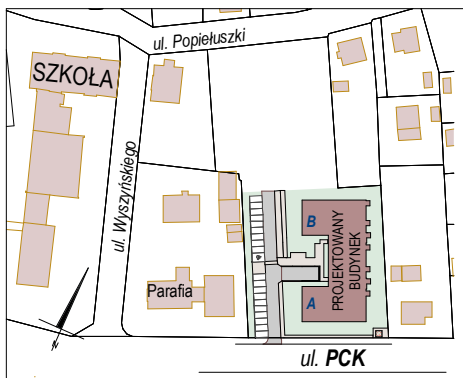 ul. Popiełuszki
SZKOŁA
ul. Wyszyńskiego
B
PROJEKTOWANY
BUDYNEK
A
Parafia
N
ul. PCK